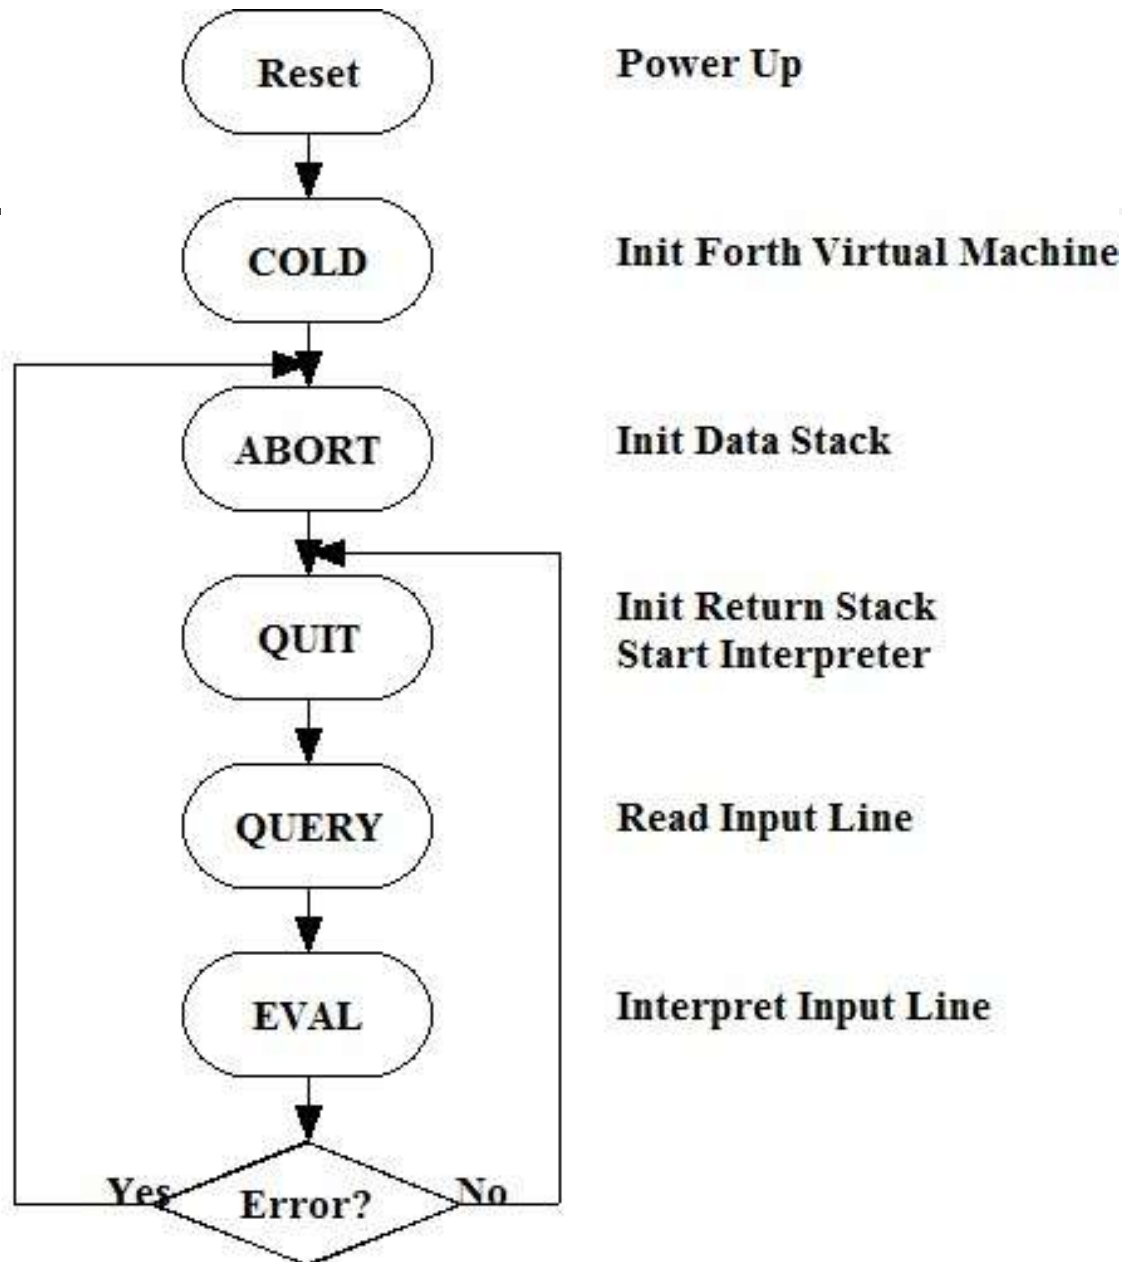 Reset
Power Up
COLD
Init Forth Virtual Machine
ABORT
Init Data Stack
QUIT
Init Return Stack
Start Interpreter
QUERY
Read Input Line
EVAL
Interpret Input Line
Yes
Error?
No